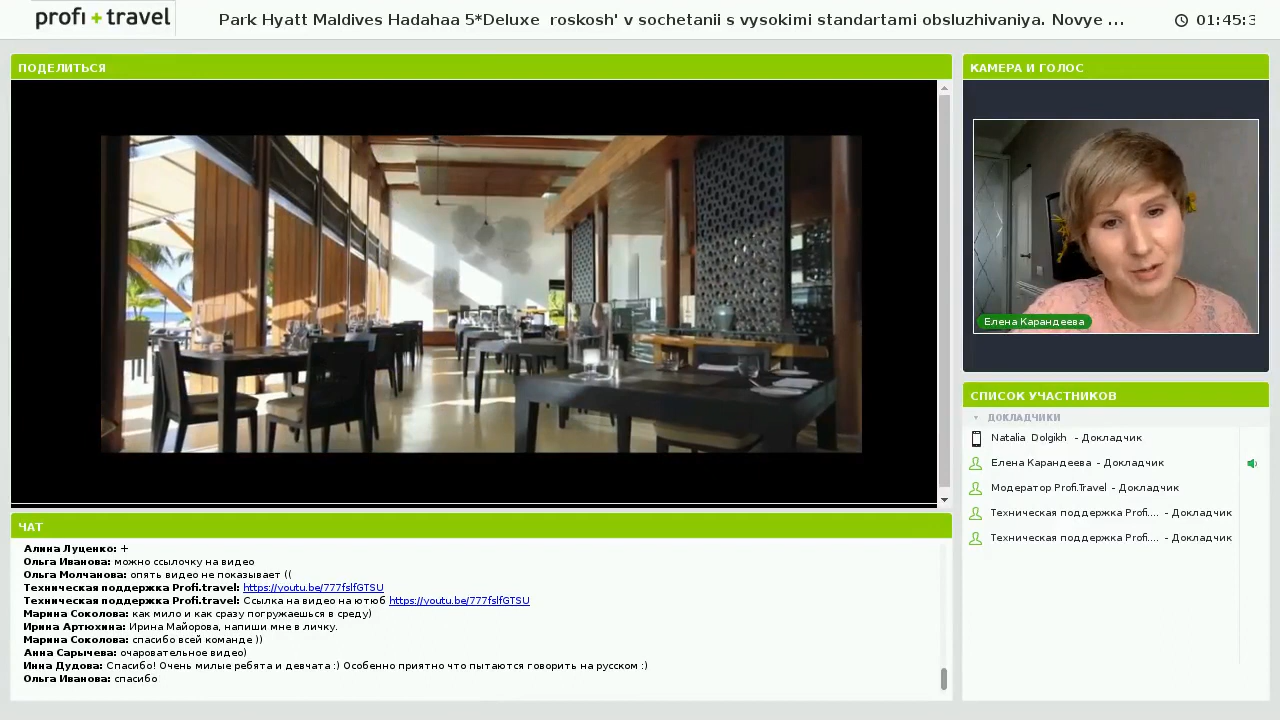 profi + travel
Park Hyatt Maldives Hadahaa 5*Deluxe roskosh' v sochetanii s vysokimi standartami obsluzhivaniya. Novye ...
01:45:3
ПОДЕЛИТЬСЯ
КАМЕРА И ГОЛОС
Елена Карандеева
СПИСОК УЧАСТНИКОВ
ДОКЛАДЧИКИ
Natalia Dolgikh - Докладчик
Елена Карандеева - Докладчик
Модератор Profi.Travel - Докладчик
Техническая поддержка Profi.... - Докладчик
Техническая поддержка Profi.... - Докладчик
ЧАТ
Алина Луценко: +
Ольга Иванова: можно ссылочку на видео
Ольга Молчанова: опять видео не показывает ((
Техническая поддержка Profi.travel: https://youtu.be/777fslfGTSU
Техническая поддержка Profi.travel: Ссылка на видео на ютюб https://youtu.be/777fslfGTSU
Марина Соколова: как мило и как сразу погружаешься в среду)
Ирина Артюхина: Ирина Майорова, напиши мне в личку.
Марина Соколова: спасибо всей команде ))
Анна Сарычева: очаровательное видео)
Инна Дудова: Спасибо! Очень милые ребята и девчата :) Особенно приятно что пытаются говорить на русском :)
Ольга Иванова: спасибо